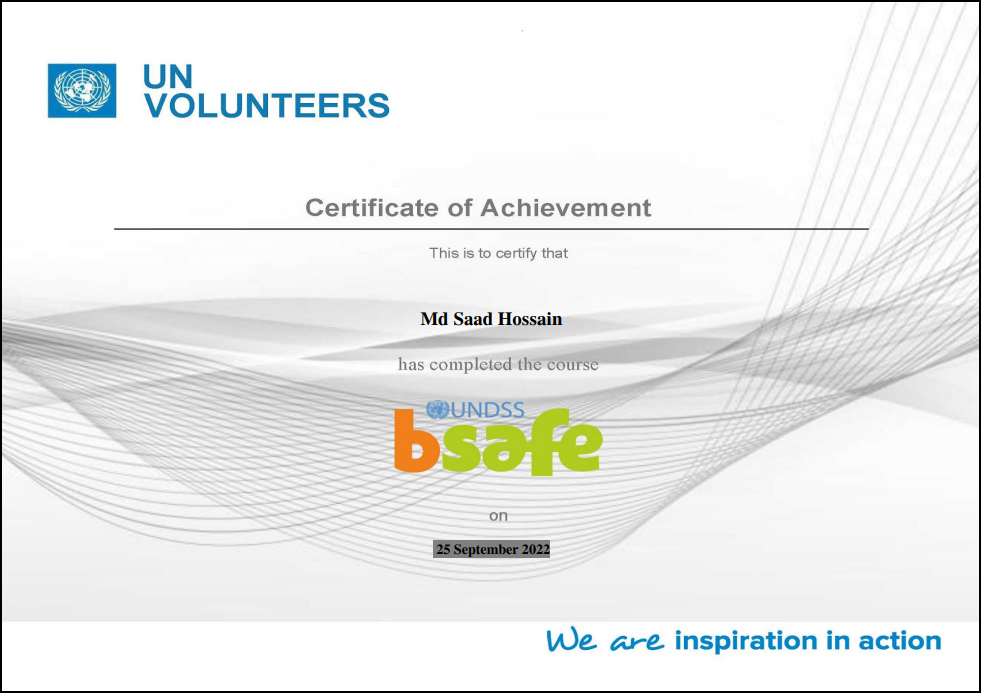 UN
VOLUNTEERS
Certificate of Achievement
This is to certify that
Md Saad Hossain
has completed the course
UNDSS
bsafe
on
25 September 2022
We are inspiration in action